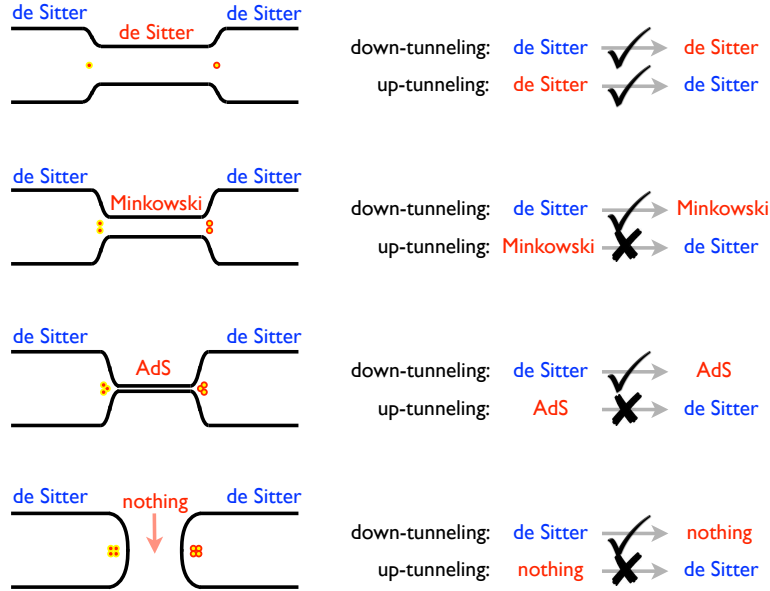 de Sitter de Sitter de Sitter
down-tunneling: de Sitter de Sitter
up-tunneling: de Sitter de Sitter
de Sitter Minkowski de Sitter
down-tunneling: de Sitter Minkowski
up-tunneling: Minkowski de Sitter
de Sitter AdS de Sitter
down-tunneling: de Sitter AdS
up-tunneling: AdS de Sitter
de Sitter nothing de Sitter
down-tunneling: de Sitter nothing
up-tunneling: nothing de Sitter